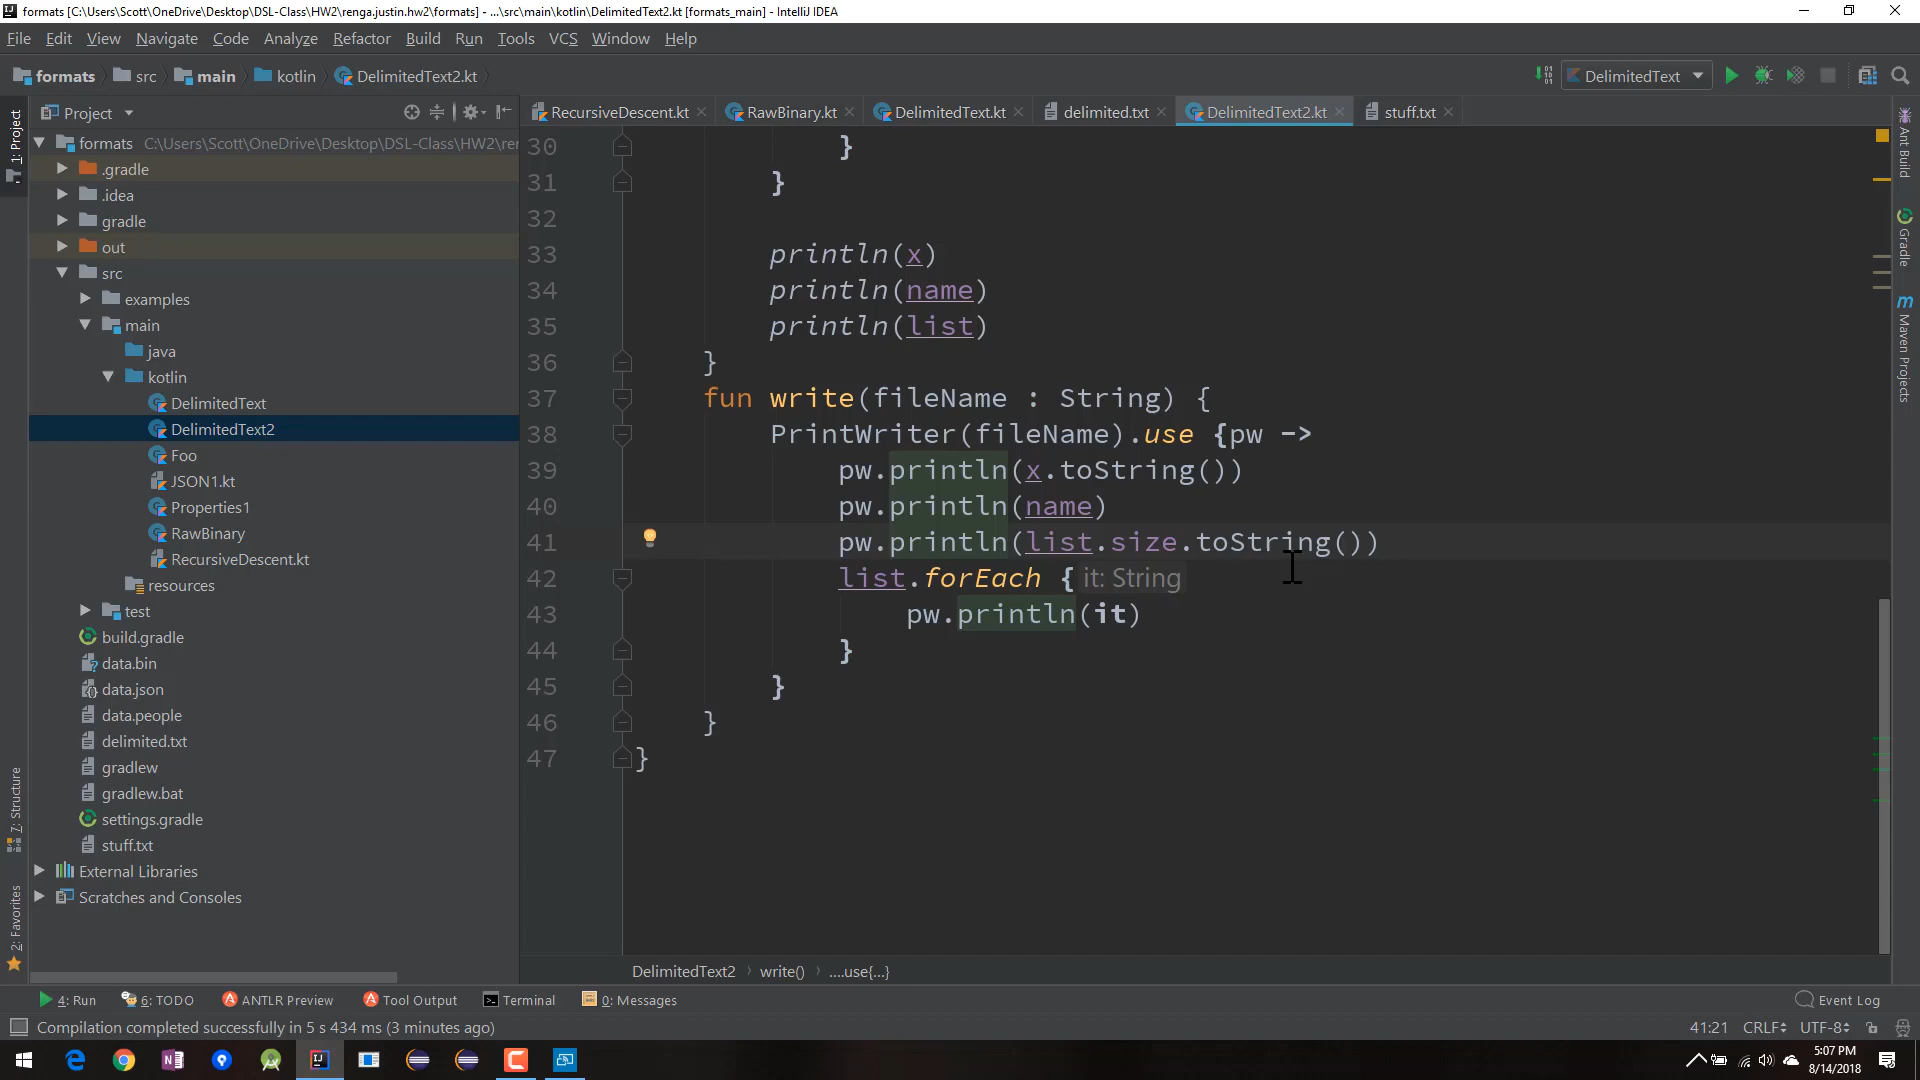 formats [C:\Users\Scott\OneDrive\Desktop\DSL-Class\HW2\renga.justin.hw2\formats] - ...\src\main\kotlin\DelimitedText2.kt [formats_main] - IntelliJ IDEA
File Edit View Navigate Code Analyze Refactor Build Run Tools VCS Window Help
formats src main kotlin DelimitedText2.kt DelimitedText
Project
RecursiveDescent.kt RawBinary.kt DelimitedText.kt delimited.txt DelimitedText2.kt stuff.txt
1: Project
7: Structure
2: Favorites
formats C:\Users\Scott\OneDrive\Desktop\DSL-Class\HW2\ren
.gradle
.idea
gradle
out
src
examples
main
java
kotlin
DelimitedText
DelimitedText2
Foo
JSON1.kt
Properties1
RawBinary
RecursiveDescent.kt
resources
test
build.gradle
data.bin
data.json
data.people
delimited.txt
gradlew
gradlew.bat
settings.gradle
stuff.txt
External Libraries
Scratches and Consoles
30 }
31 }
32
33 println(x)
34 println(name)
35 println(list)
36 }
37 fun write(fileName : String) {
38 PrintWriter(fileName).use {pw ->
39 pw.println(x.toString())
40 pw.println(name)
41 pw.println(list.size.toString())
42 list.forEach { it: String
43 pw.println(it)
44 }
45 }
46 }
47 }
Ant Build
Gradle
Maven Projects
DelimitedText2 › write() › ....use{...}
4: Run 6: TODO ANTLR Preview Tool Output Terminal 0: Messages Event Log
Compilation completed successfully in 5 s 434 ms (3 minutes ago) 41:21 CRLF UTF-8
5:07 PM
8/14/2018